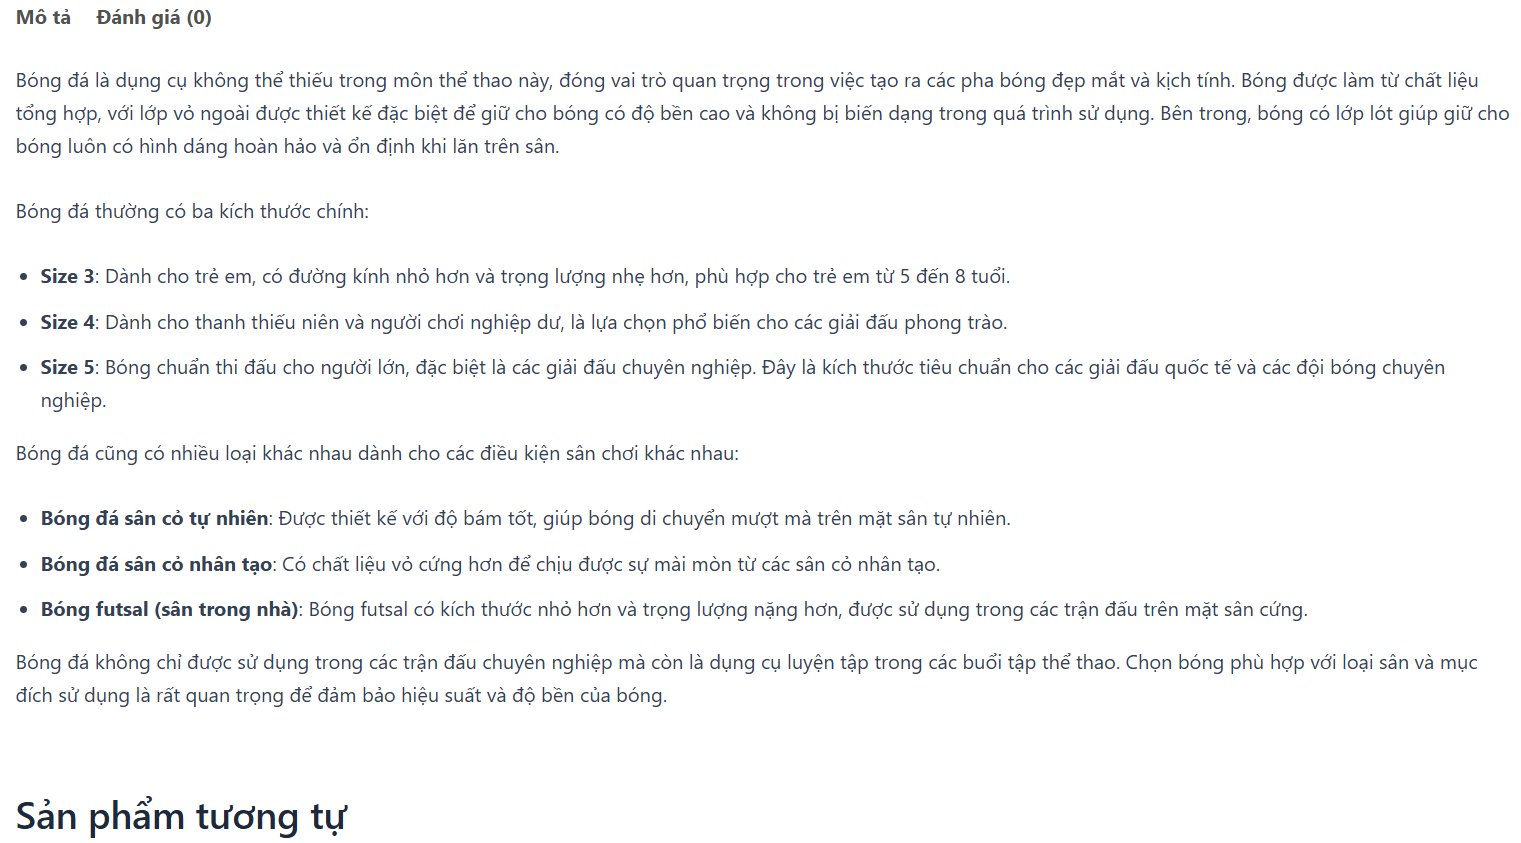 Mô tả Đánh giá (0)
Bóng đá là dụng cụ không thể thiếu trong môn thể thao này, đóng vai trò quan trọng trong việc tạo ra các pha bóng đẹp mắt và kịch tính. Bóng được làm từ chất liệu
tổng hợp, với lớp vỏ ngoài được thiết kế đặc biệt để giữ cho bóng có độ bền cao và không bị biến dạng trong quá trình sử dụng. Bên trong, bóng có lớp lót giúp giữ cho
bóng luôn có hình dáng hoàn hảo và ổn định khi lăn trên sân.
Bóng đá thường có ba kích thước chính:
• Size 3: Dành cho trẻ em, có đường kính nhỏ hơn và trọng lượng nhẹ hơn, phù hợp cho trẻ em từ 5 đến 8 tuổi.
• Size 4: Dành cho thanh thiếu niên và người chơi nghiệp dư, là lựa chọn phổ biến cho các giải đấu phong trào.
• Size 5: Bóng chuẩn thi đấu cho người lớn, đặc biệt là các giải đấu chuyên nghiệp. Đây là kích thước tiêu chuẩn cho các giải đấu quốc tế và các đội bóng chuyên
nghiệp.
Bóng đá cũng có nhiều loại khác nhau dành cho các điều kiện sân chơi khác nhau:
• Bóng đá sân cỏ tự nhiên: Được thiết kế với độ bám tốt, giúp bóng di chuyển mượt mà trên mặt sân tự nhiên.
• Bóng đá sân cỏ nhân tạo: Có chất liệu vỏ cứng hơn để chịu được sự mài mòn từ các sân cỏ nhân tạo.
• Bóng futsal (sân trong nhà): Bóng futsal có kích thước nhỏ hơn và trọng lượng nặng hơn, được sử dụng trong các trận đấu trên mặt sân cứng.
Bóng đá không chỉ được sử dụng trong các trận đấu chuyên nghiệp mà còn là dụng cụ luyện tập trong các buổi tập thể thao. Chọn bóng phù hợp với loại sân và mục
đích sử dụng là rất quan trọng để đảm bảo hiệu suất và độ bền của bóng.
Sản phẩm tương tự